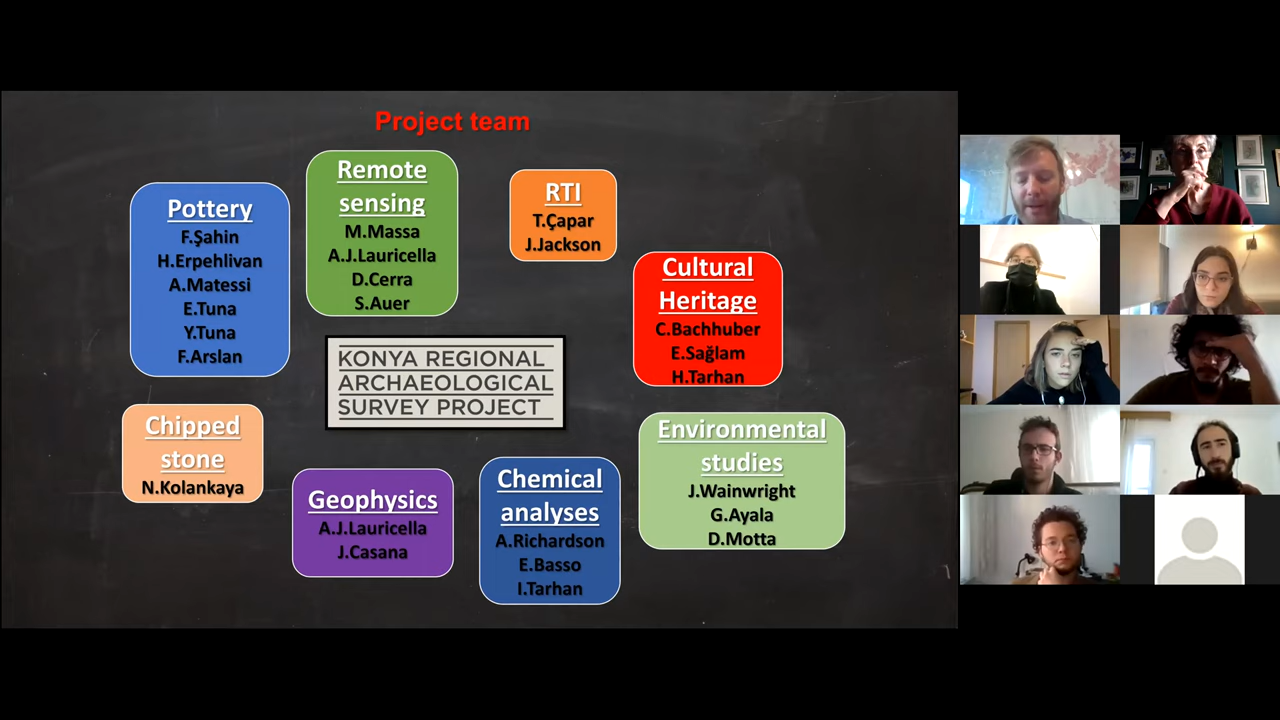 Project team
Pottery
F.Şahin
H.Erpehlivan
A.Matessi
E.Tuna
Y.Tuna
F.Arslan
Remote
sensing
M.Massa
A.J.Lauricella
D.Cerra
S.Auer
RTI
T.Çapar
J.Jackson
Cultural
Heritage
C.Bachhuber
E.Sağlam
H.Tarhan
KONYA REGIONAL
ARCHAEOLOGICAL
SURVEY PROJECT
Chipped
stone
N.Kolankaya
Geophysics
A.J.Lauricella
J.Casana
Chemical
analyses
A.Richardson
E.Basso
I.Tarhan
Environmental
studies
J.Wainwright
G.Ayala
D.Motta